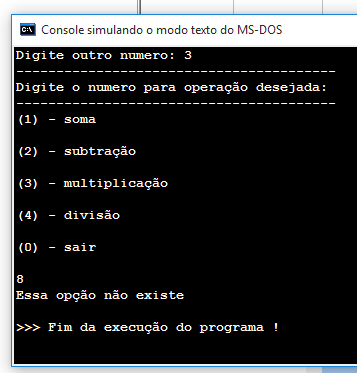 Console simulando o modo texto do MS-DOS
Digite outro numero: 3
----------------------------------------
Digite o numero para operação desejada:
----------------------------------------
(1) - soma
(2) - subtração
(3) - multiplicação
(4) - divisão
(0) - sair
8
Essa opção não existe
>>> Fim da execução do programa !